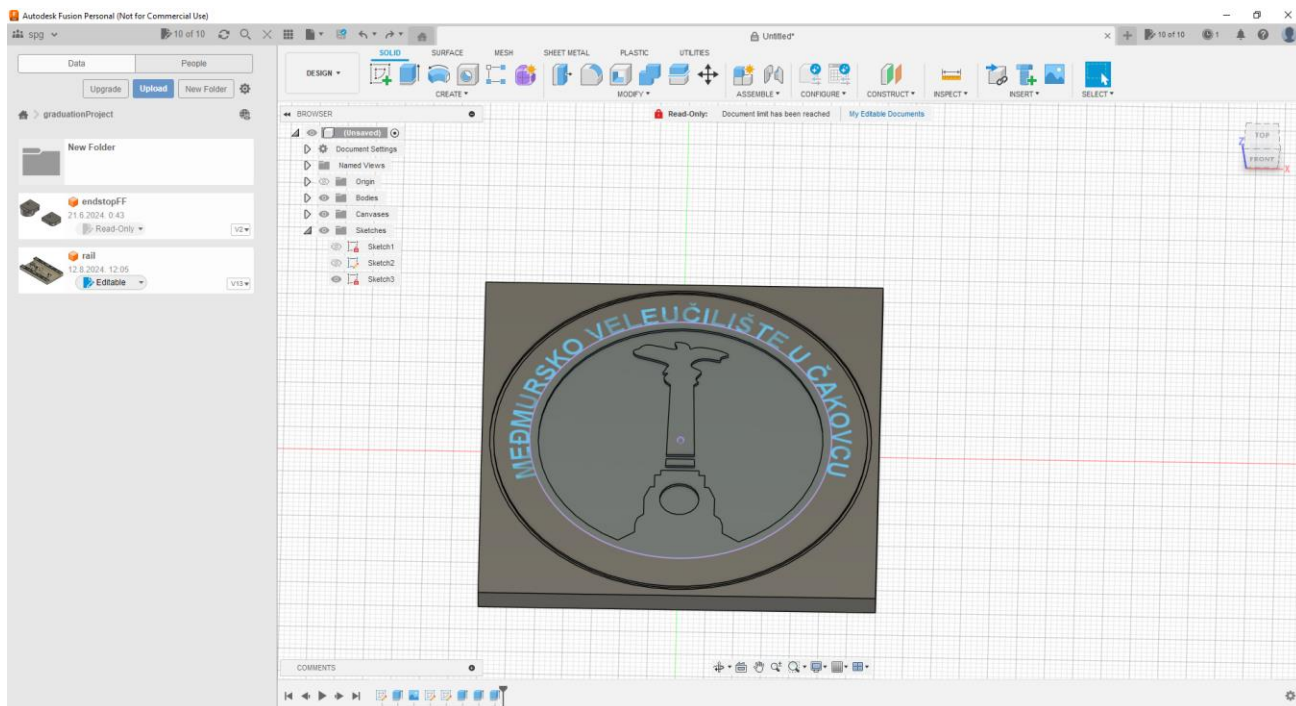 Autodesk Fusion Personal (Not for Commercial Use)
spg
10 of 10
Untitled*
10 of 10
1
Data
People
Upgrade
Upload
New Folder
graduationProject
New Folder
endstopFF
21.6.2024. 0:43
Read-Only
V2
rail
12.8.2024. 12:05
Editable
V13
DESIGN
SOLID
SURFACE
MESH
SHEET METAL
PLASTIC
UTILITIES
CREATE
MODIFY
ASSEMBLE
CONFIGURE
CONSTRUCT
INSPECT
INSERT
SELECT
BROWSER
Read-Only: Document limit has been reached
My Editable Documents
(Unsaved)
Document Settings
Named Views
Origin
Bodies
Canvases
Sketches
Sketch1
Sketch2
Sketch3
TOP
FRONT
Z
X
MEĐIMURSKO VELEUČILIŠTE U ČAKOVCU
COMMENTS